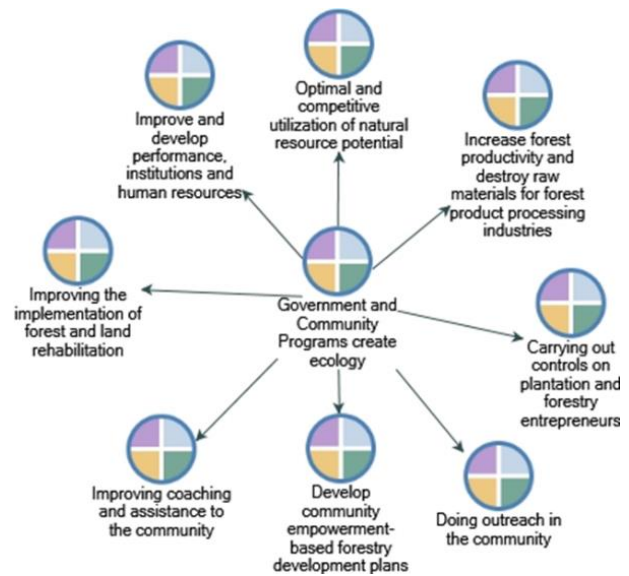 Optimal and
competitive
utilization of natural
resource potential
Improve and
develop
performance,
institutions and
human resources
Increase forest
productivity and
destroy raw
materials for forest
product processing
industries
Improving the
implementation of
forest and land
rehabilitation
Government and
Community
Programs create
ecology
Carrying out
controls on
plantation and
forestry
entrepreneurs
Improving coaching
and assistance to
the community
Develop
community
empowerment-
based forestry
development plans
Doing outreach in
the community